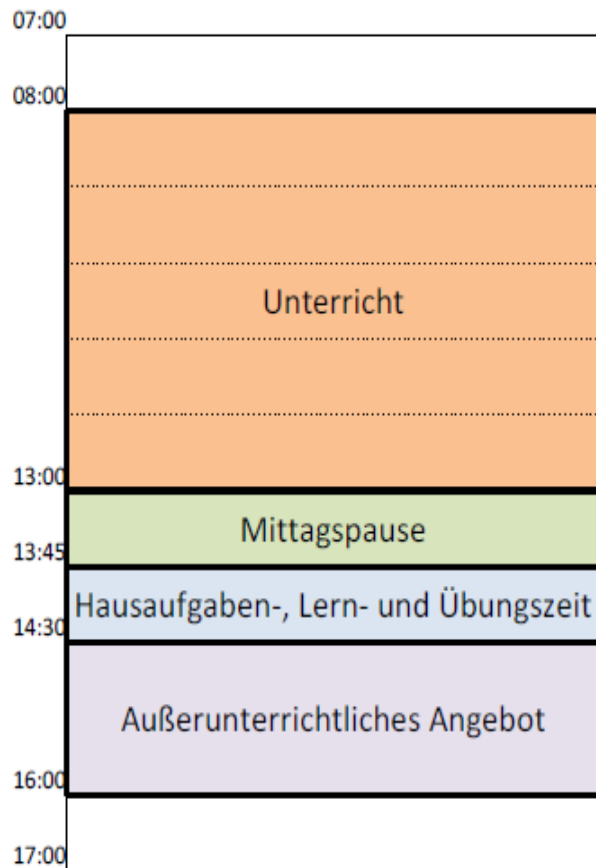 07:00
08:00
Unterricht
13:00
Mittagspause
13:45
Hausaufgaben-, Lern- und Übungszeit
14:30
Außerunterrichtliches Angebot
16:00
17:00